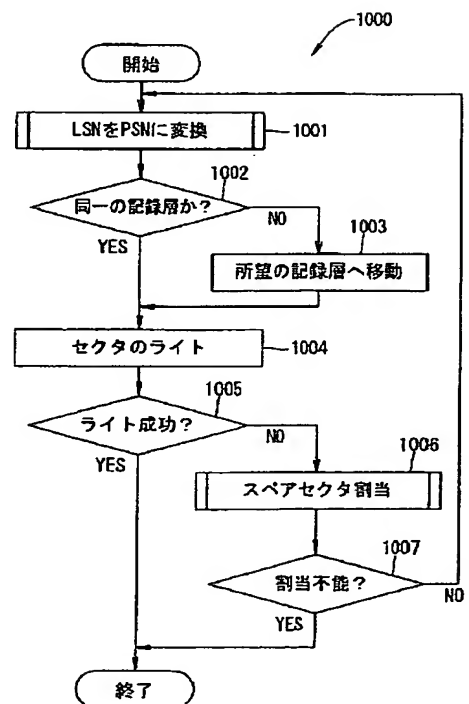 1000
開始
LSNをPSNに変換
1001
同一の記録層か?
1002
NO
YES
1003
所望の記録層へ移動
セクタのライト
1004
1005
ライト成功?
NO
YES
1006
スペアセクタ割当
1007
割当不能?
NO
YES
終了